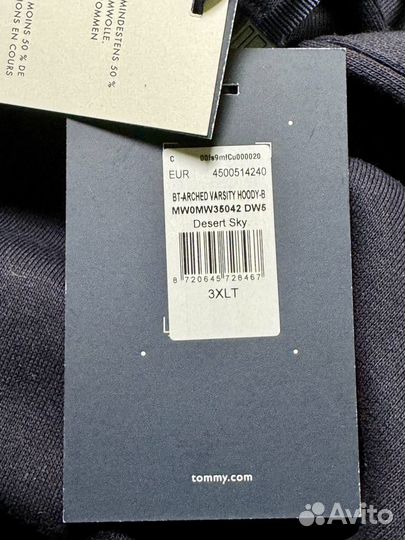 MINDESTENS 50 %
MWOLLE
OMMEN
MOINS 50 % DE
IONS EN COURS
C 00fs9mfCu000020
EUR 4500514240
BT-ARCHED VARSITY HOODY-B
MW0MW35042 DW5
Desert Sky
8 720645 728467
3XLT
tommy.com
Avito